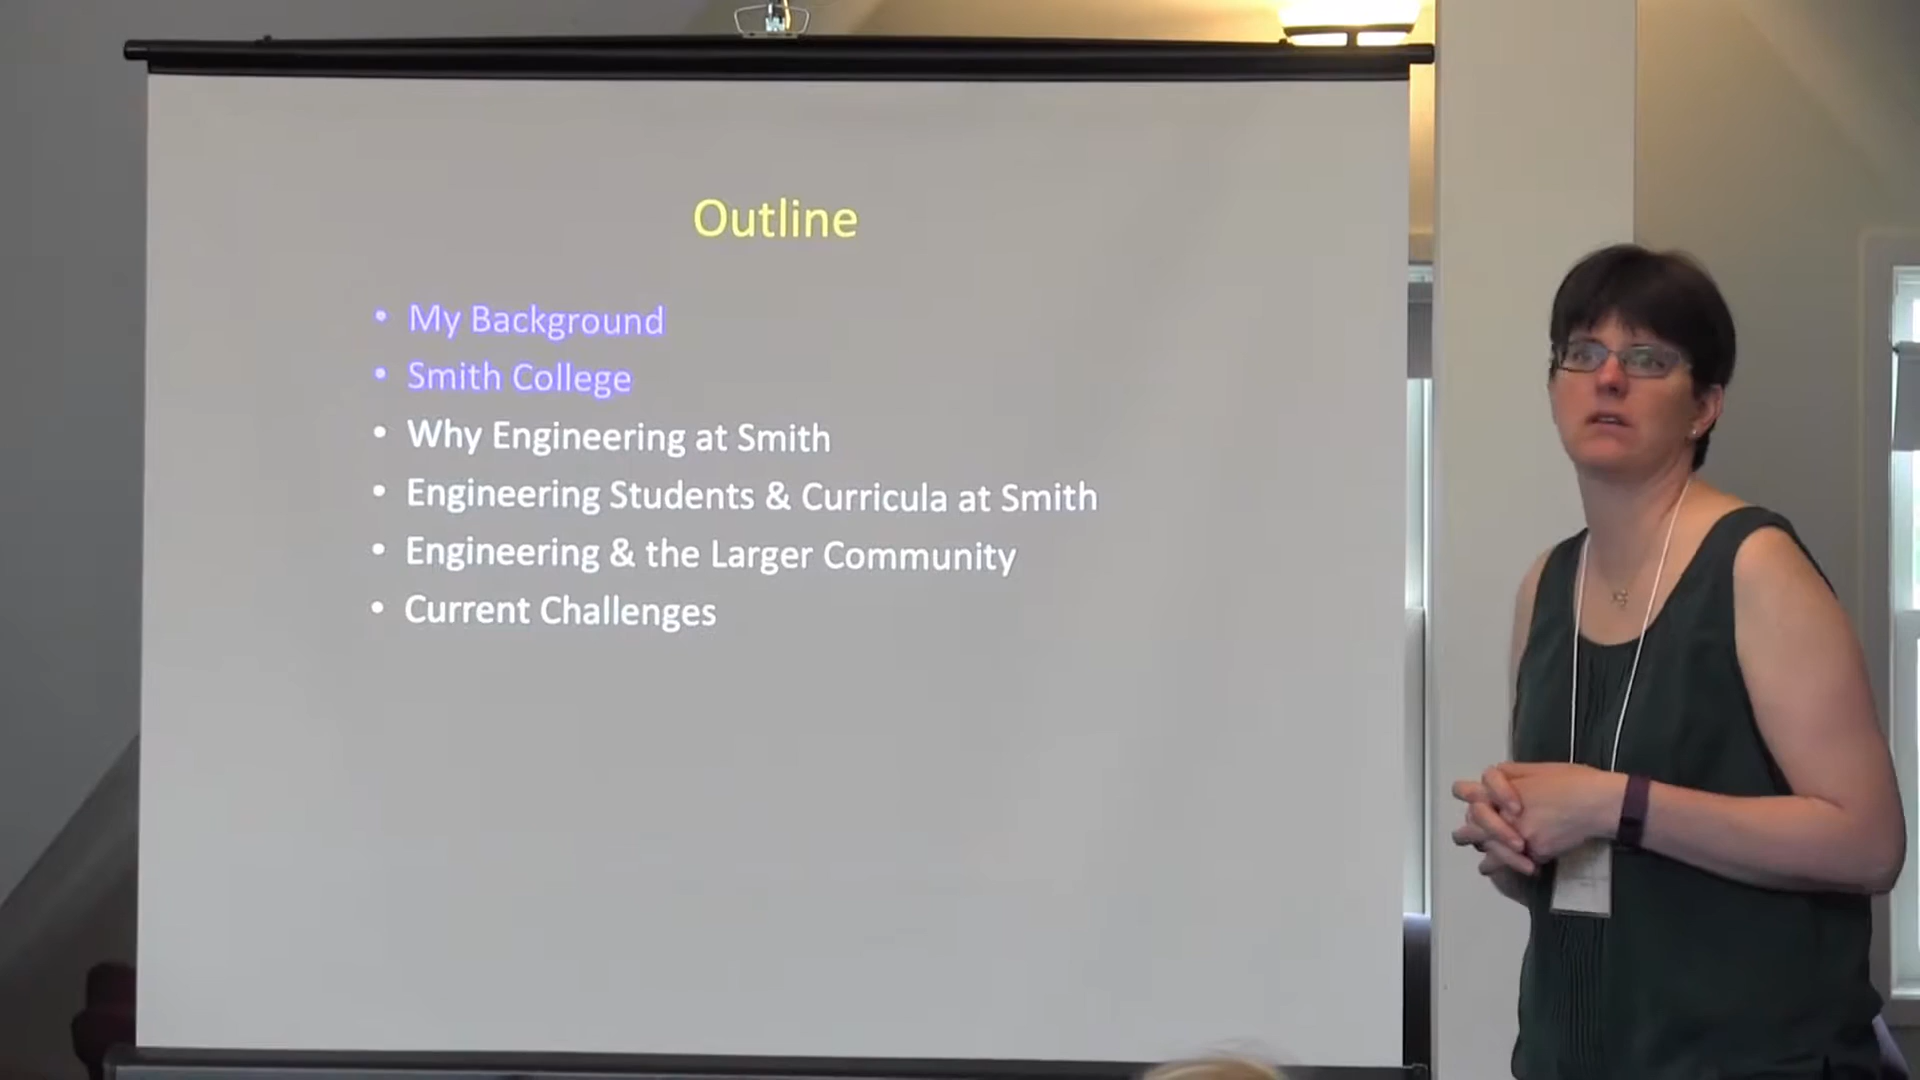 Outline
• My Background
• Smith College
• Why Engineering at Smith
• Engineering Students & Curricula at Smith
• Engineering & the Larger Community
• Current Challenges